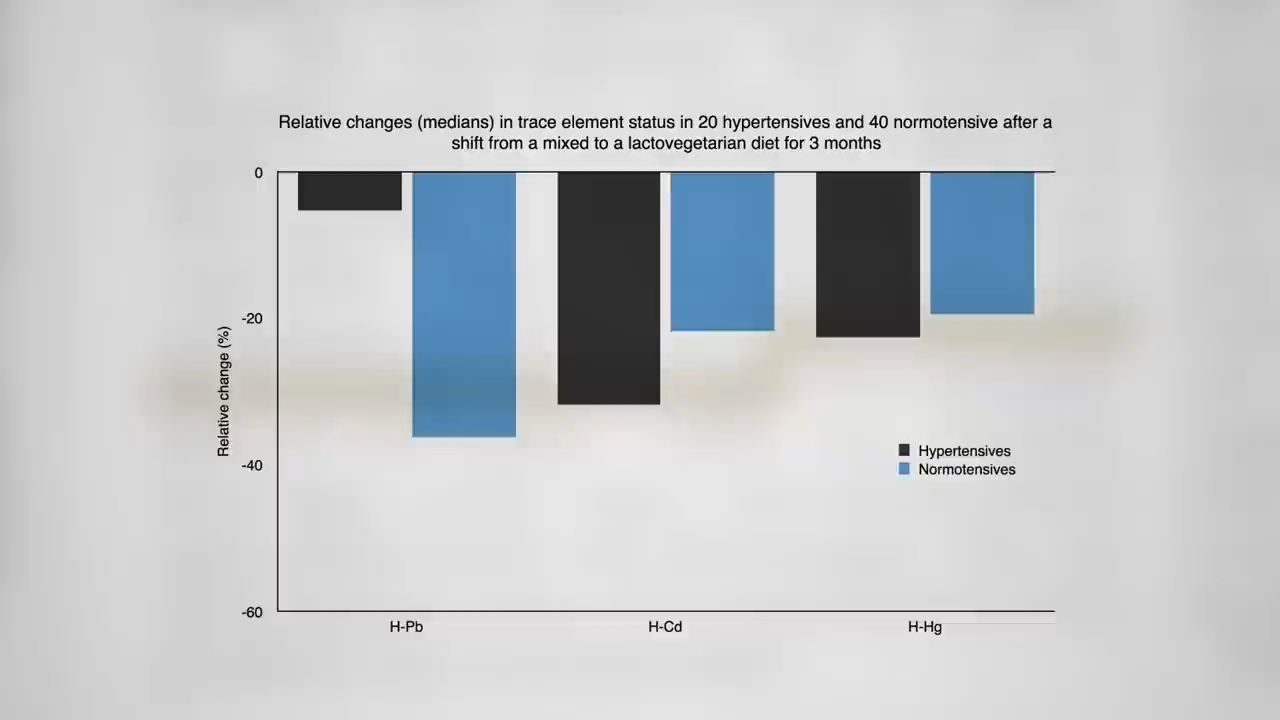 Relative changes (medians) in trace element status in 20 hypertensives and 40 normotensive after a
shift from a mixed to a lactovegetarian diet for 3 months
0
-20
-40
-60
Relative change (%)
Hypertensives
Normotensives
H-Pb
H-Cd
H-Hg